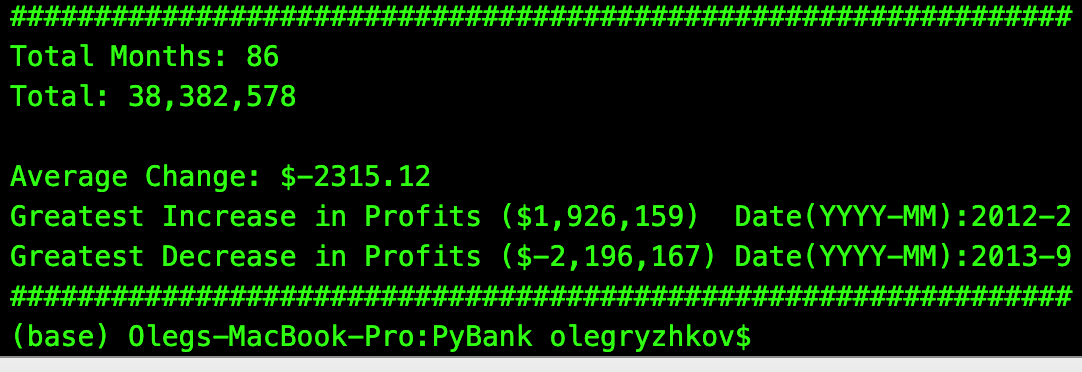 ###############################################################
Total Months: 86
Total: 38,382,578
Average Change: $-2315.12
Greatest Increase in Profits ($1,926,159)  Date(YYYY-MM):2012-2
Greatest Decrease in Profits ($-2,196,167) Date(YYYY-MM):2013-9
###############################################################
(base) Olegs-MacBook-Pro:PyBank olegryzhkov$